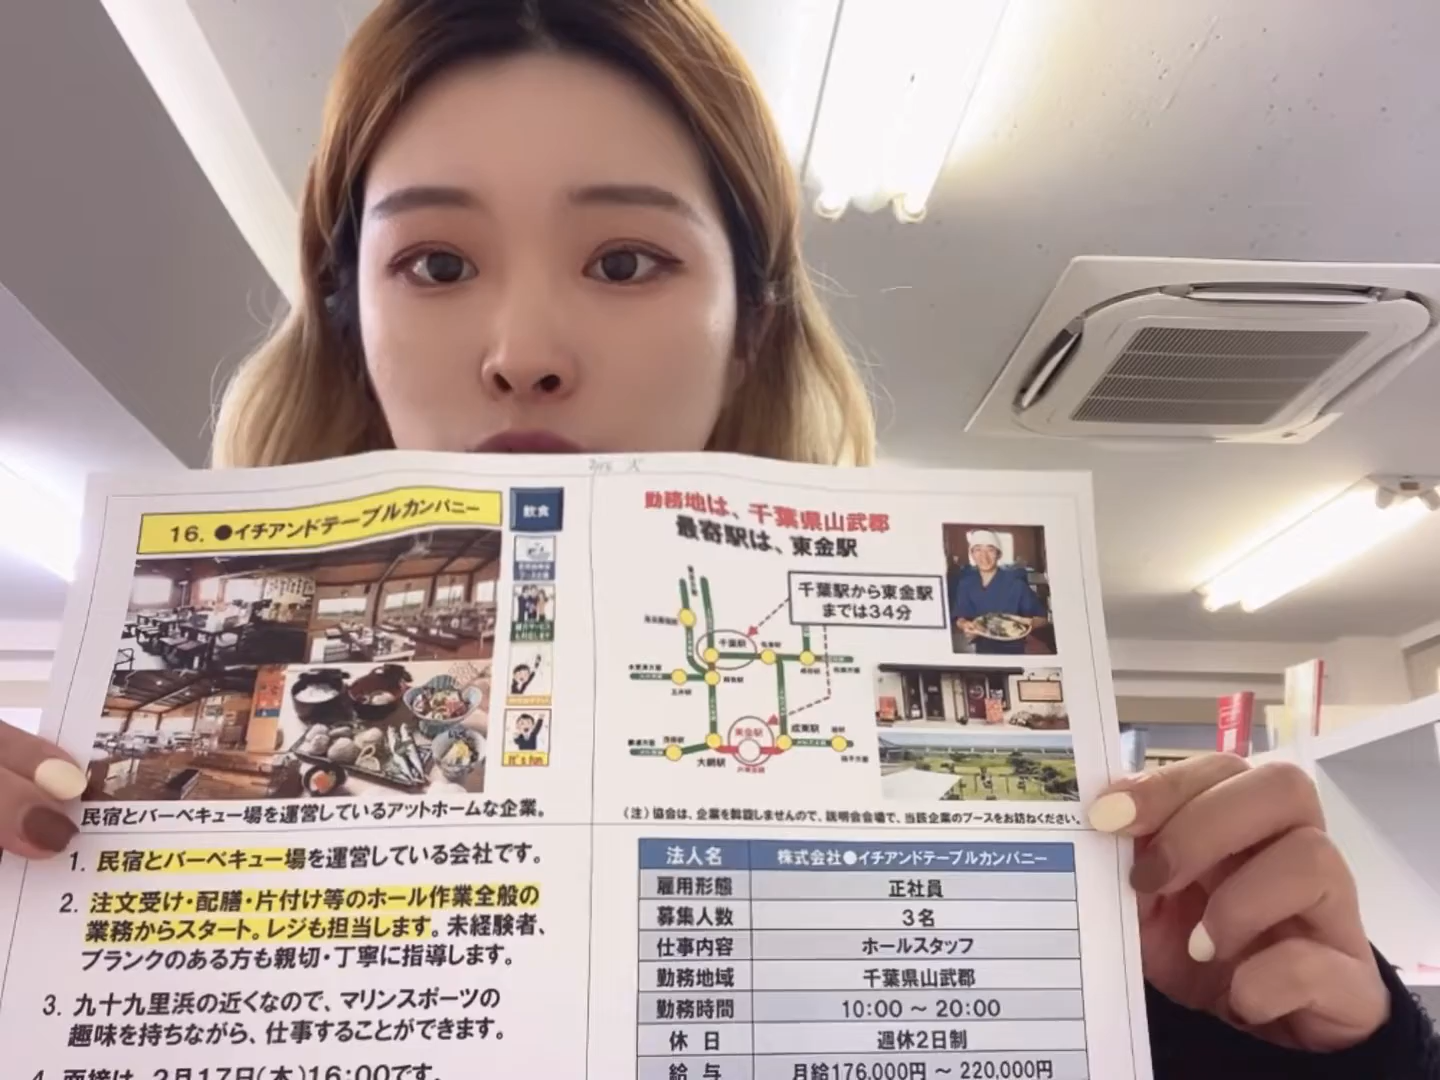 16. ●イチアンドテーブルカンパニー
飲食
It's fun
民宿とバーベキュー場を運営しているアットホームな企業。
1. 民宿とバーベキュー場を運営している会社です。
2. 注文受け・配膳・片付け等のホール作業全般の
業務からスタート。レジも担当します。未経験者、
ブランクのある方も親切・丁寧に指導します。
3. 九十九里浜の近くなので、マリンスポーツの
趣味を持ちながら、仕事することができます。
4. 面接は、2月17日(木)16:00です。
勤務地は、千葉県山武郡
最寄駅は、東金駅
千葉駅から東金駅
までは34分
千葉駅
東金駅
成東駅
大網駅
(注)協会は、企業を斡旋しませんので、説明会会場で、当該企業のブースをお訪ねください。
法人名 株式会社●イチアンドテーブルカンパニー
雇用形態 正社員
募集人数 3名
仕事内容 ホールスタッフ
勤務地域 千葉県山武郡
勤務時間 10:00 ～ 20:00
休 日 週休2日制
給 与 月給176,000円 ～ 220,000円